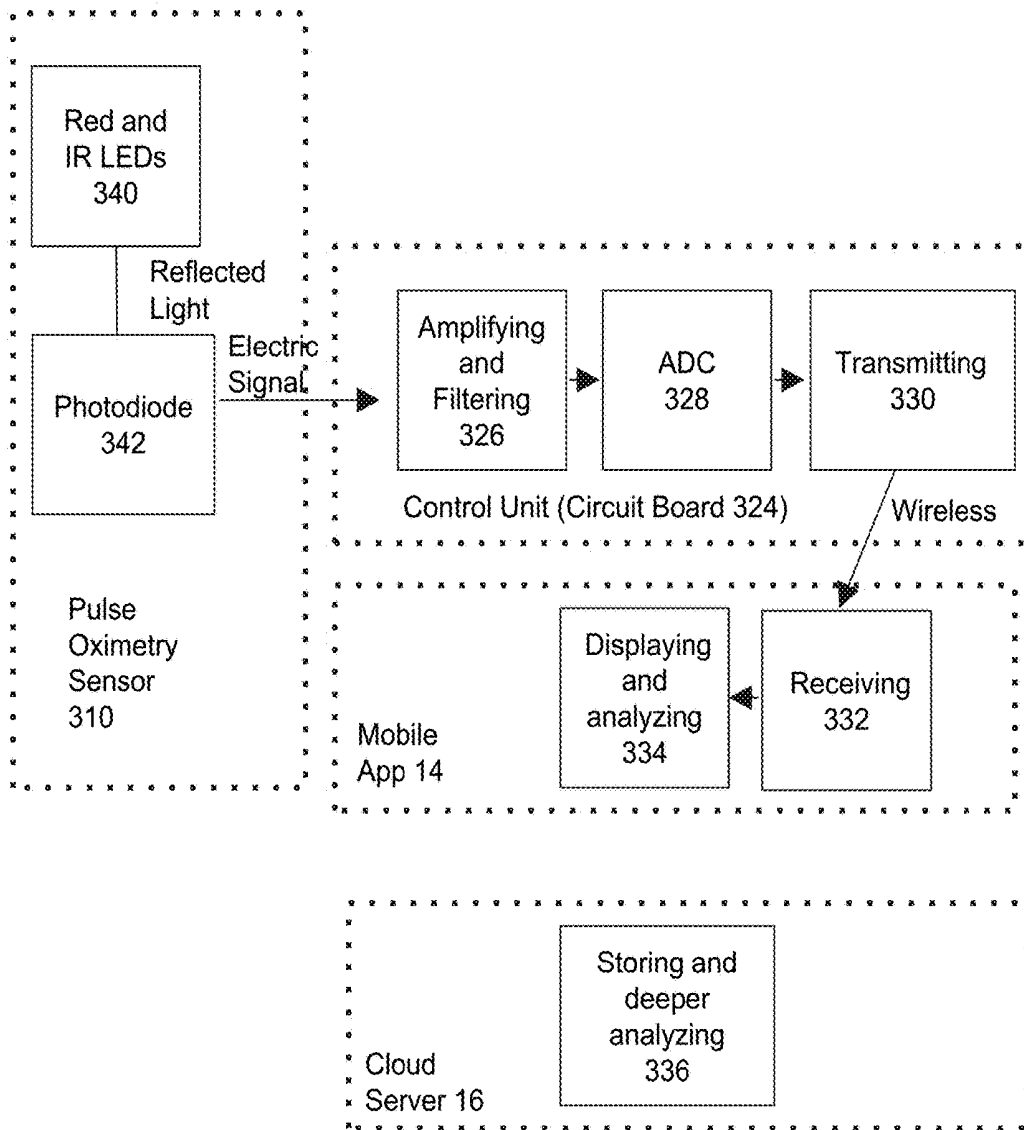 Red and
IR LEDs
340
Reflected
Light
Photodiode
342
Electric
Signal
Pulse
Oximetry
Sensor
310
Amplifying
and
Filtering
326
ADC
328
Transmitting
330
Control Unit (Circuit Board 324)
Wireless
Displaying
and
analyzing
334
Receiving
332
Mobile
App 14
Storing and
deeper
analyzing
336
Cloud
Server 16